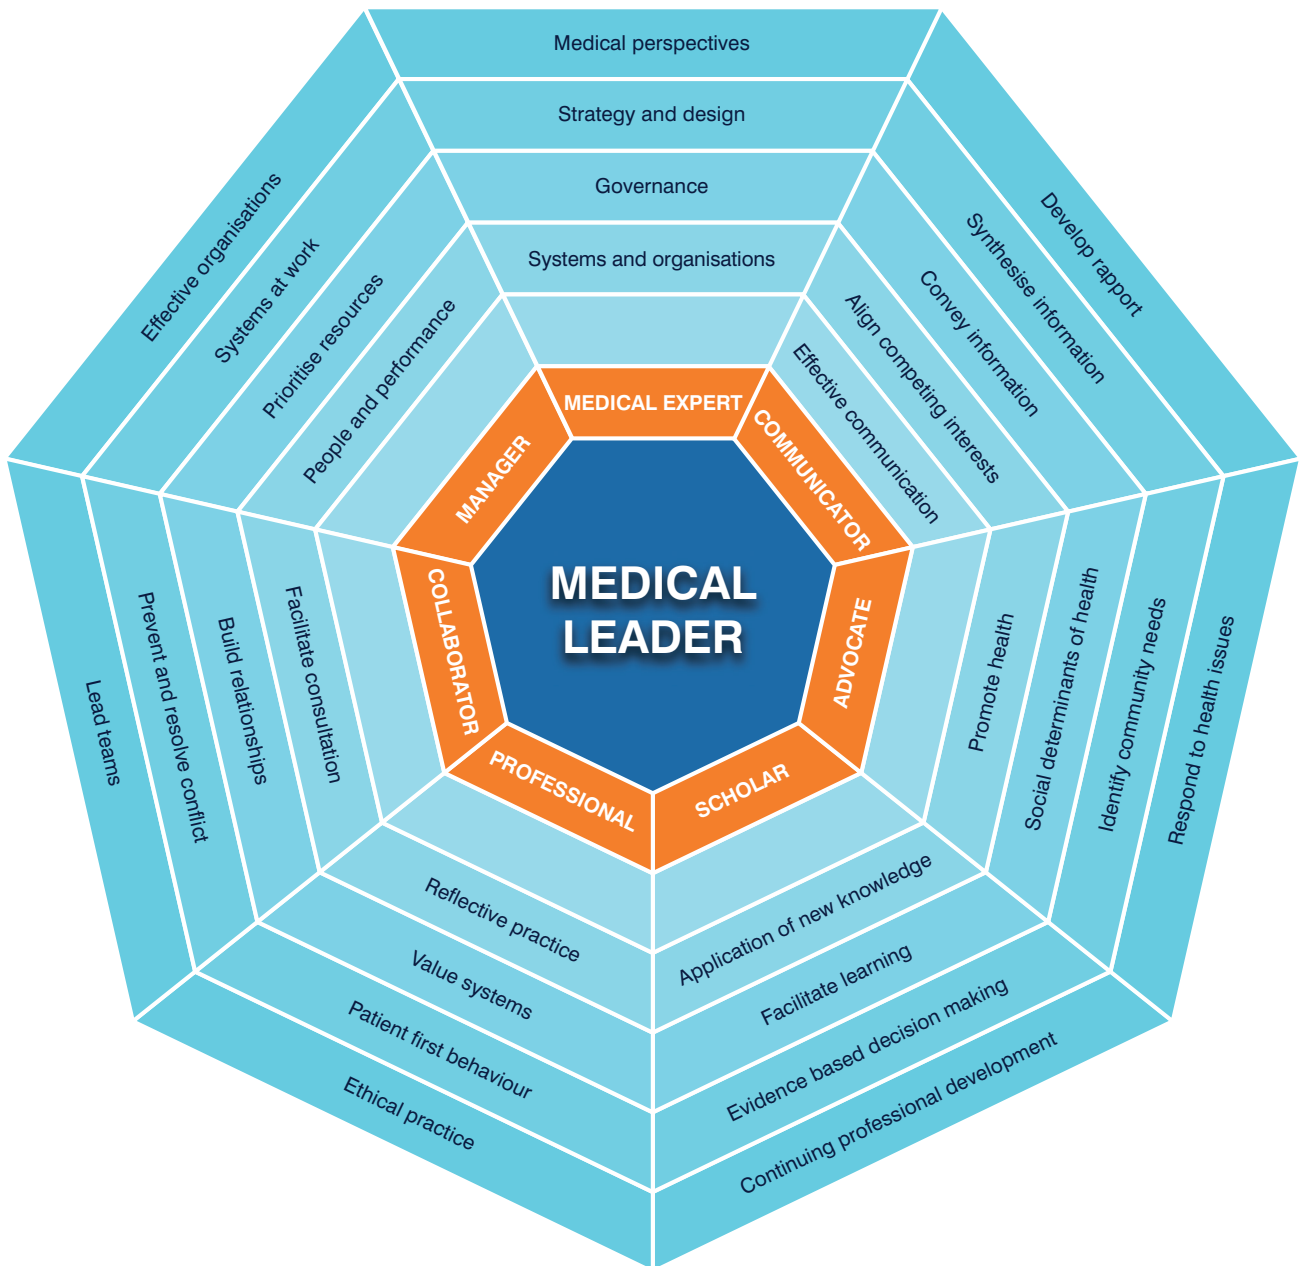 Medical perspectives
Strategy and design
Governance
Systems and organisations
MEDICAL EXPERT
Develop rapport
Synthesise information
Convey information
Align competing interests
Effective communication
COMMUNICATOR
Respond to health issues
Identify community needs
Social determinants of health
Promote health
ADVOCATE
SCHOLAR
Application of new knowledge
Facilitate learning
Evidence based decision making
Continuing professional development
PROFESSIONAL
Reflective practice
Value systems
Patient first behaviour
Ethical practice
Lead teams
Prevent and resolve conflict
Build relationships
Facilitate consultation
COLLABORATOR
Effective organisations
Systems at work
Prioritise resources
People and performance
MANAGER
MEDICAL
LEADER